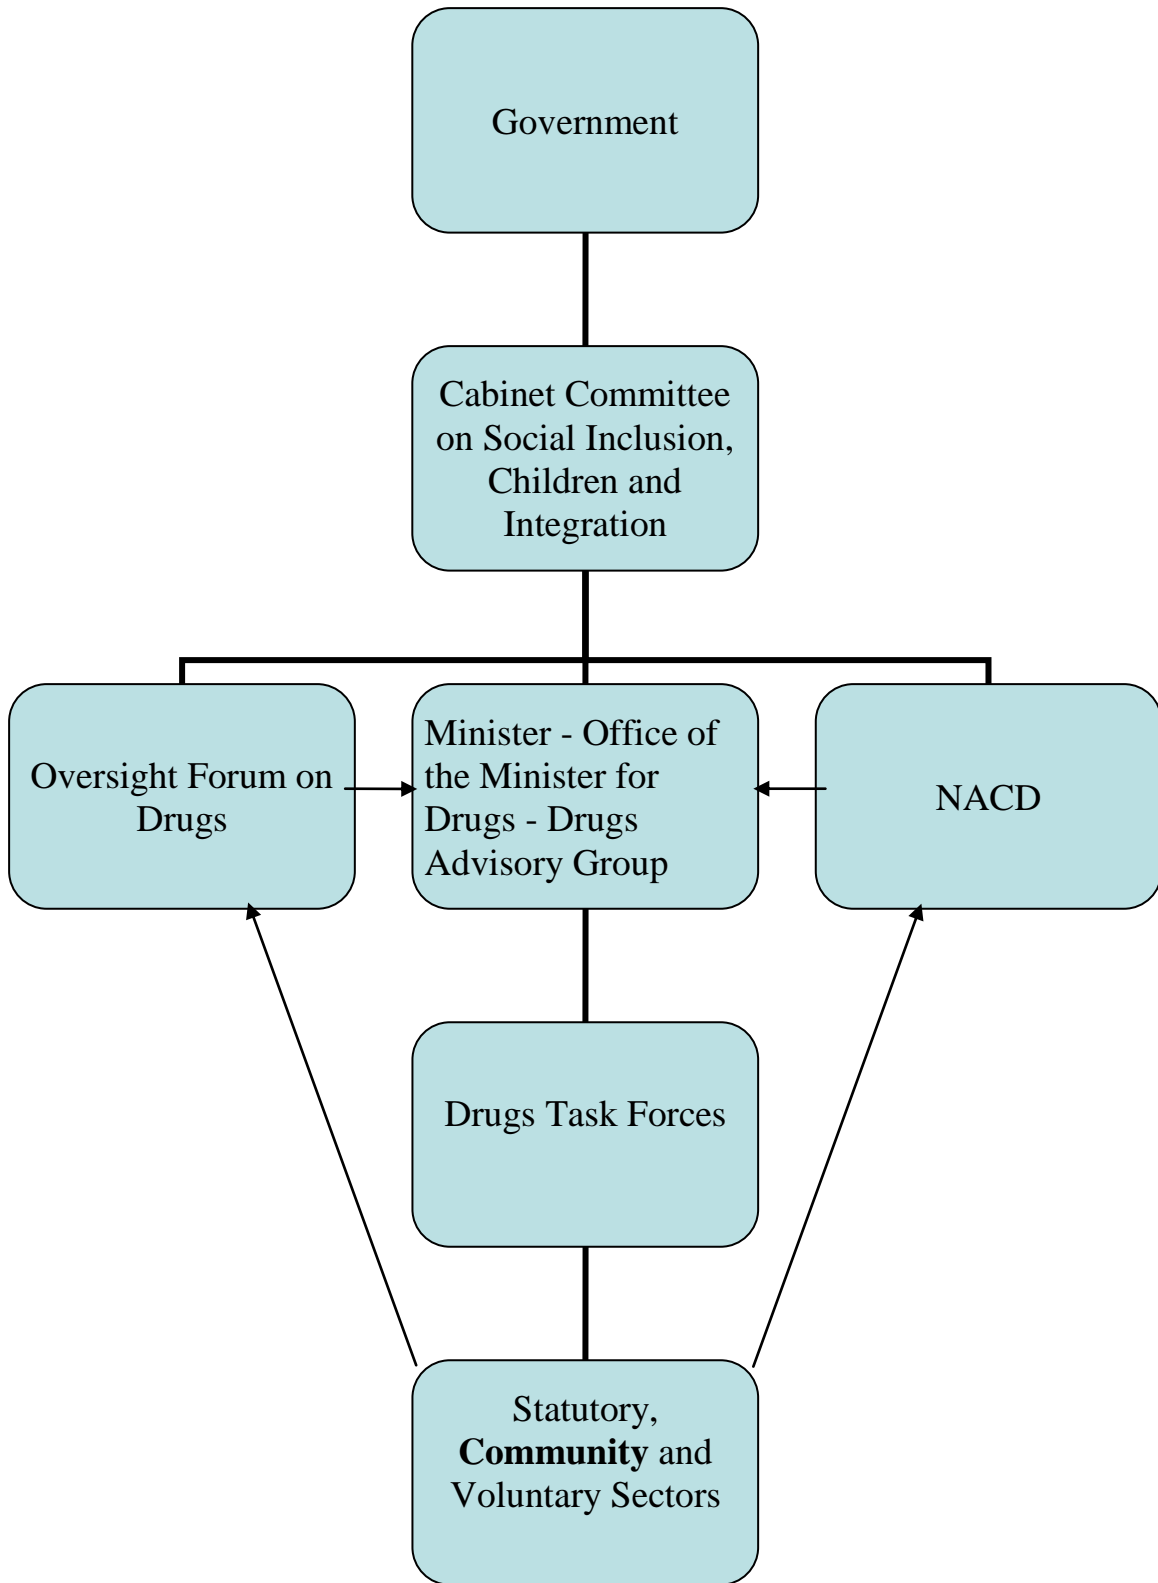 Government
Cabinet Committee
on Social Inclusion,
Children and
Integration
Oversight Forum on
Drugs
Minister - Office of
the Minister for
Drugs - Drugs
Advisory Group
NACD
Drugs Task Forces
Statutory,
Community and
Voluntary Sectors